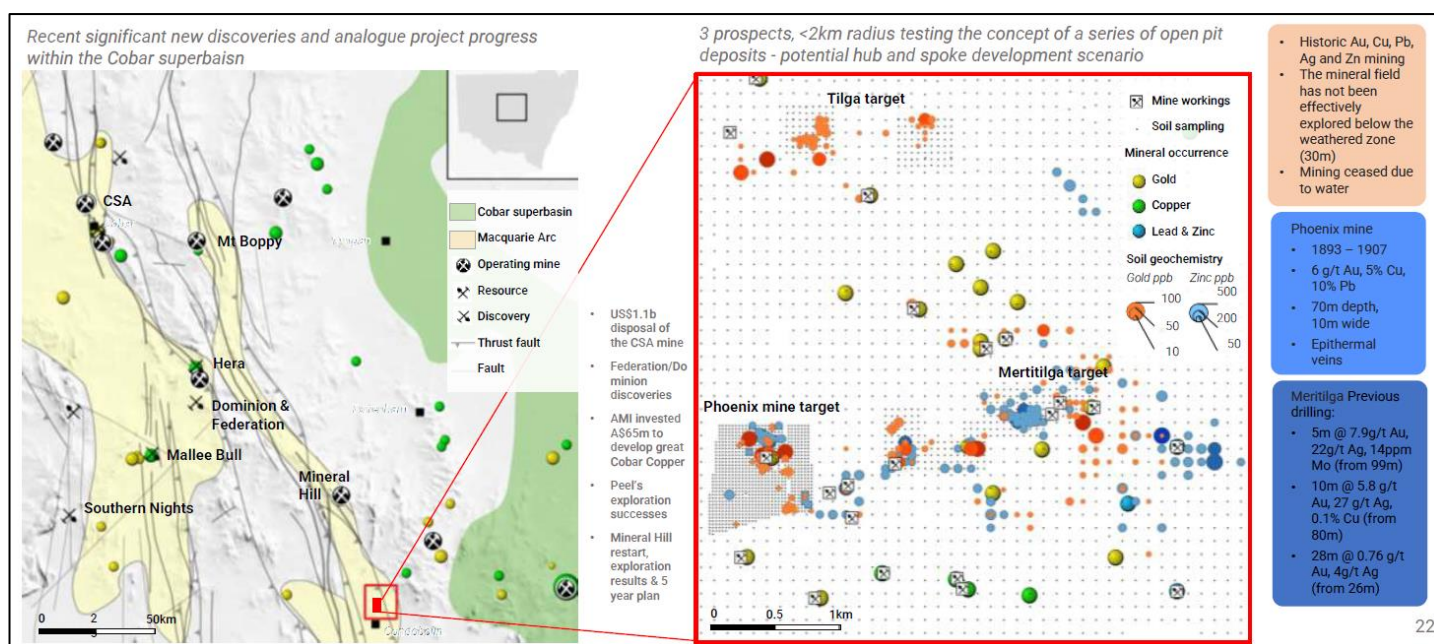 Recent significant new discoveries and analogue project progress
within the Cobar superbaisn
3 prospects, <2km radius testing the concept of a series of open pit
deposits - potential hub and spoke development scenario
CSA
Mt Boppy
Hera
Dominion &
Federation
Mallee Bull
Mineral
Hill
Southern Nights
Cobar superbasin
Macquarie Arc
Operating mine
Resource
Discovery
Thrust fault
Fault
0
2
50km
• US$1.1b
disposal of
the CSA mine
• Federation/Do
minion
discoveries
• AMI invested
A$65m to
develop great
Cobar Copper
• Peel's
exploration
successes
• Mineral Hill
restart,
exploration
results & 5
year plan
Tilga target
Mertitilga target
Phoenix mine target
Mine workings
Soil sampling
Mineral occurrence
Gold
Copper
Lead & Zinc
Soil geochemistry
Gold ppb
Zinc ppb
100
50
10
500
200
50
0
0.5
1km
• Historic Au, Cu, Pb,
Ag and Zn mining
• The mineral field
has not been
effectively
explored below the
weathered zone
(30m)
• Mining ceased due
to water
Phoenix mine
• 1893 – 1907
• 6 g/t Au, 5% Cu,
10% Pb
• 70m depth,
10m wide
• Epithermal
veins
Meritilga Previous
drilling:
• 5m @ 7.9g/t Au,
22g/t Ag, 14ppm
Mo (from 99m)
• 10m @ 5.8 g/t
Au, 27 g/t Ag,
0.1% Cu (from
80m)
• 28m @ 0.76 g/t
Au, 4g/t Ag
(from 26m)
22